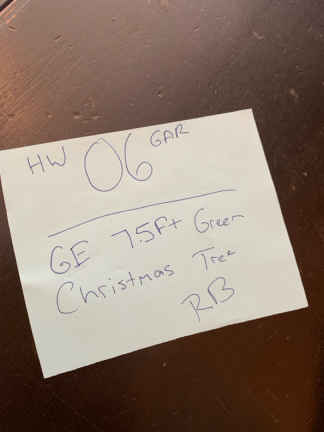 HW 06 GAR
GE 7.5Ft Green
Christmas Tree
RB